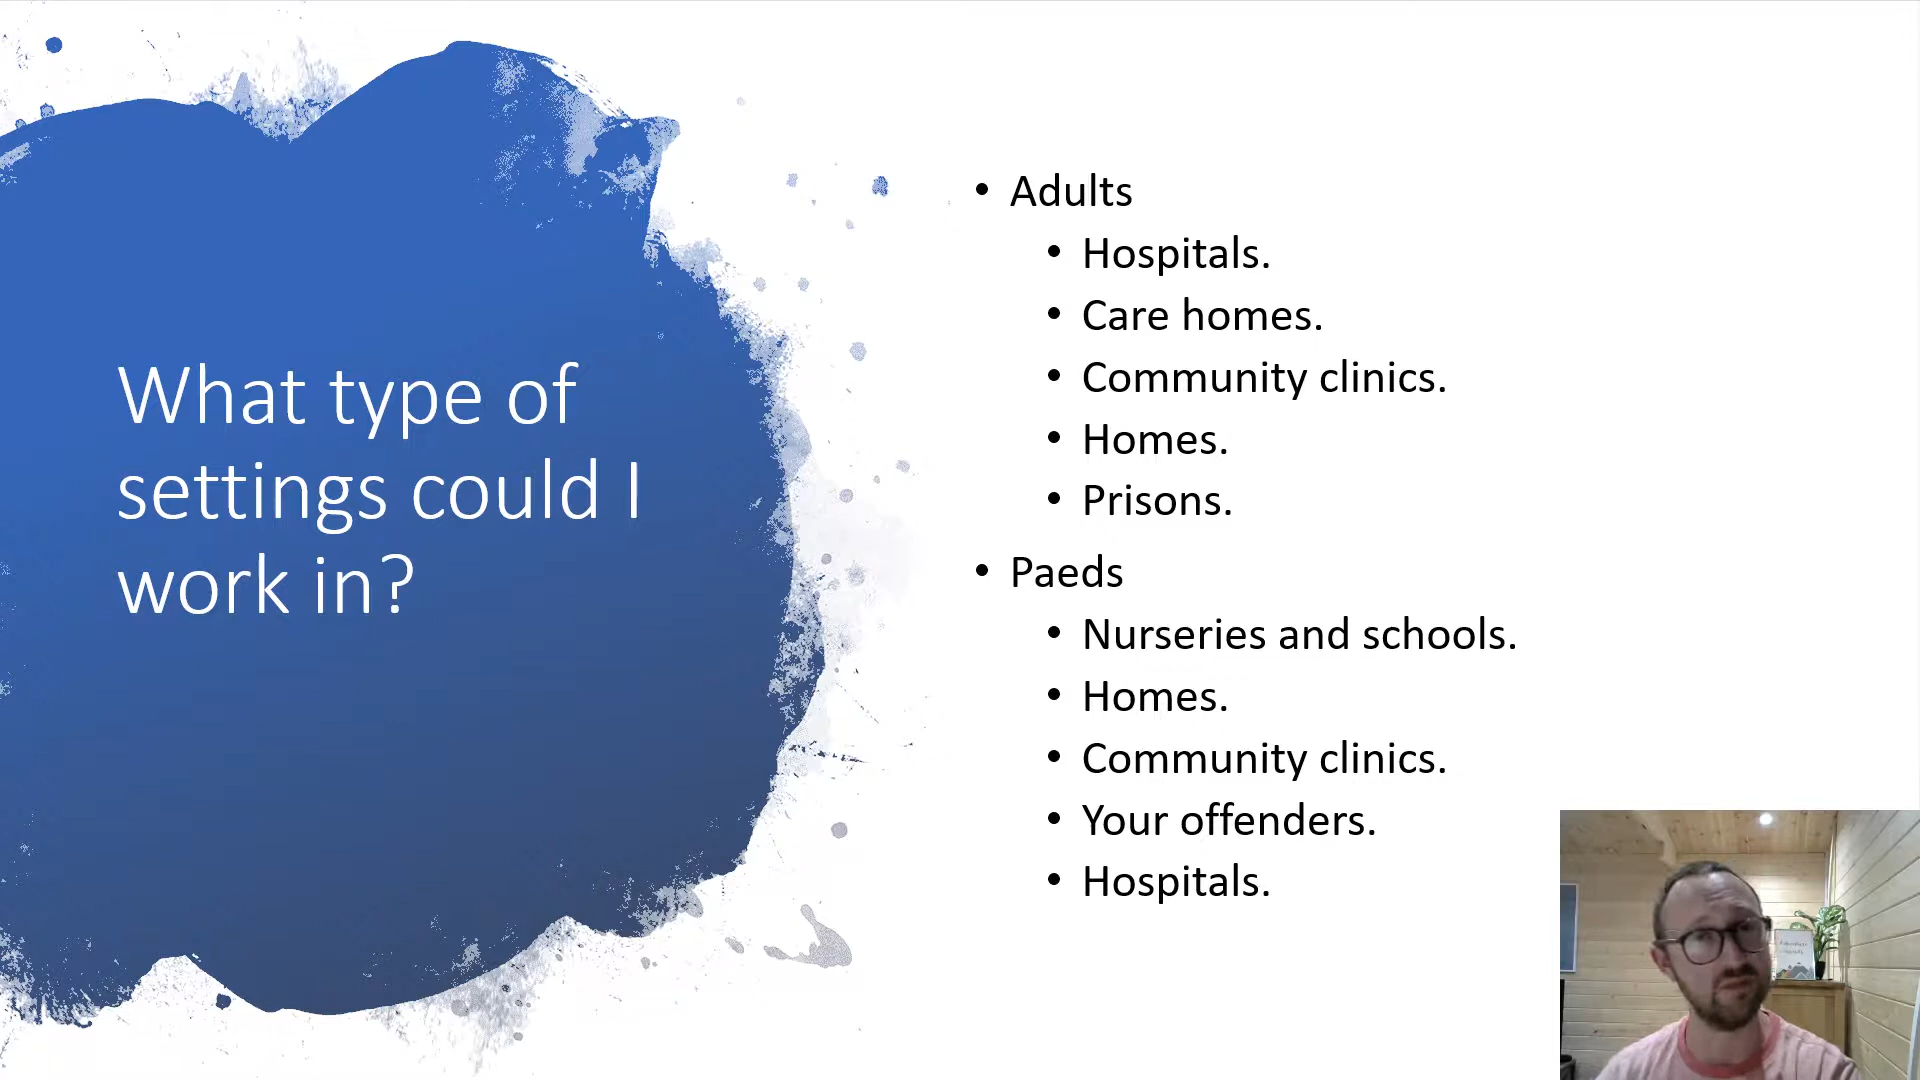 What type of
settings could I
work in?
• Adults
• Hospitals.
• Care homes.
• Community clinics.
• Homes.
• Prisons.
• Paeds
• Nurseries and schools.
• Homes.
• Community clinics.
• Your offenders.
• Hospitals.